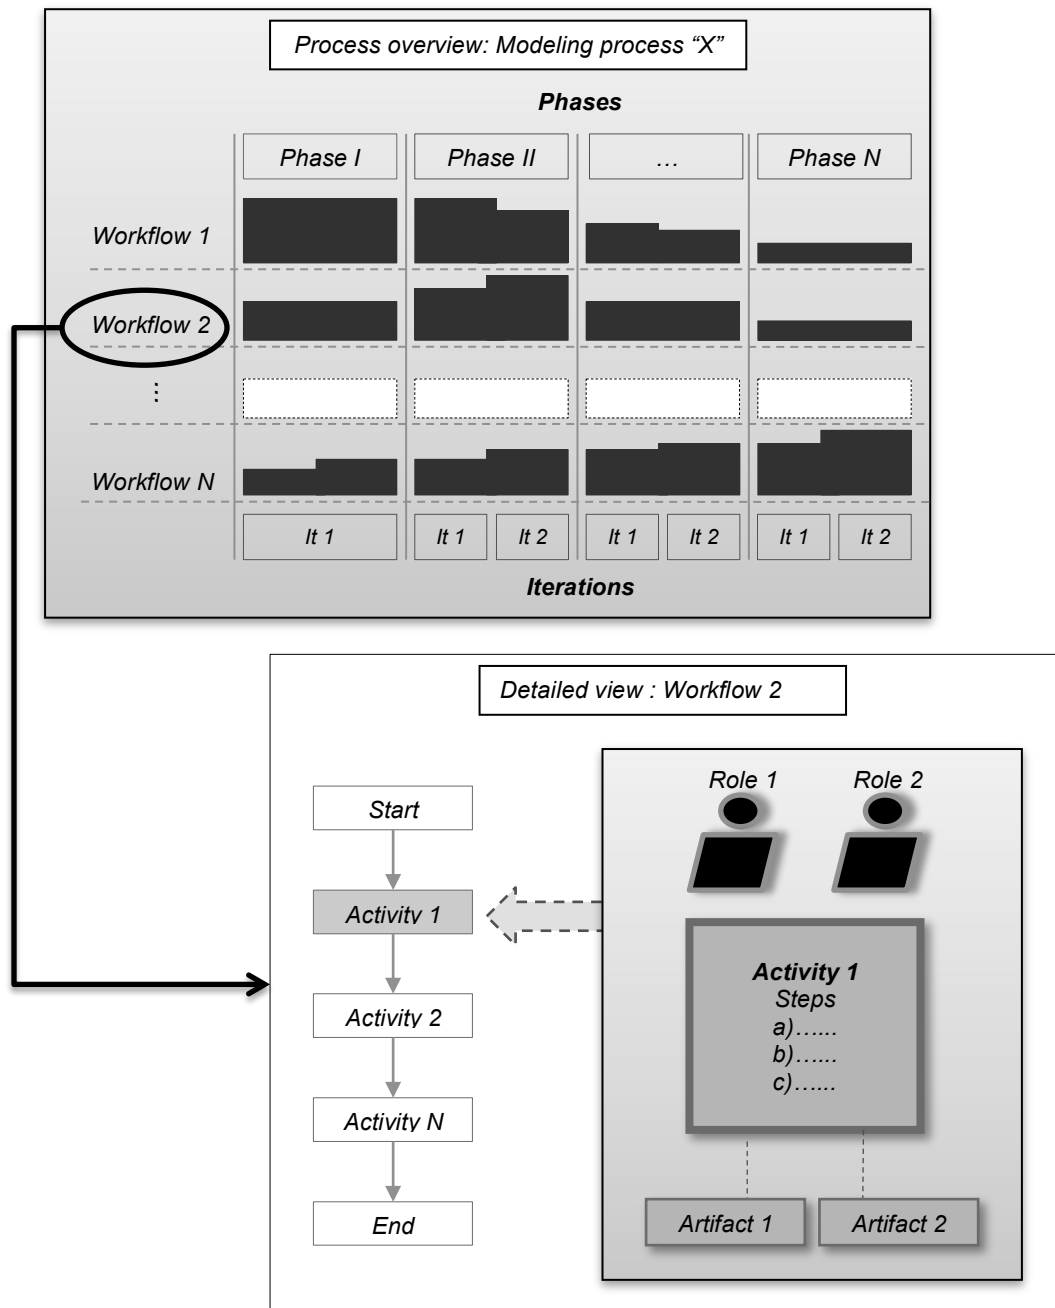 Process overview: Modeling process “X”
Phases
Phase I
Phase II
…
Phase N
Workflow 1
Workflow 2
⋮
Workflow N
It 1
It 1
It 2
It 1
It 2
It 1
It 2
Iterations
Detailed view : Workflow 2
Start
Activity 1
Activity 2
Activity N
End
Role 1
Role 2
Activity 1
Steps
a)…...
b)…...
c)…...
Artifact 1
Artifact 2